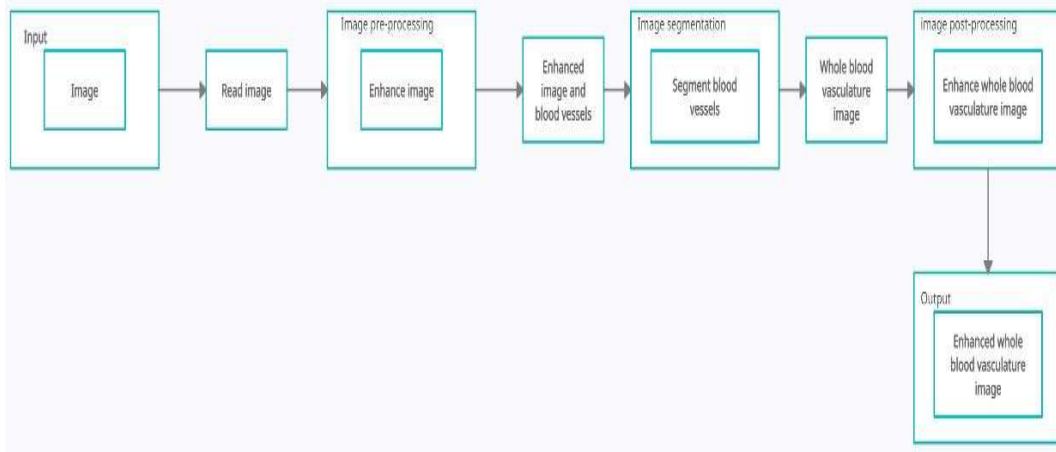 Input
Image
Read image
Image pre-processing
Enhance image
Enhanced
image and
blood vessels
Image segmentation
Segment blood
vessels
Whole blood
vasculature
image
image post-processing
Enhance whole blood
vasculature image
Output
Enhanced whole
blood vasculature
image